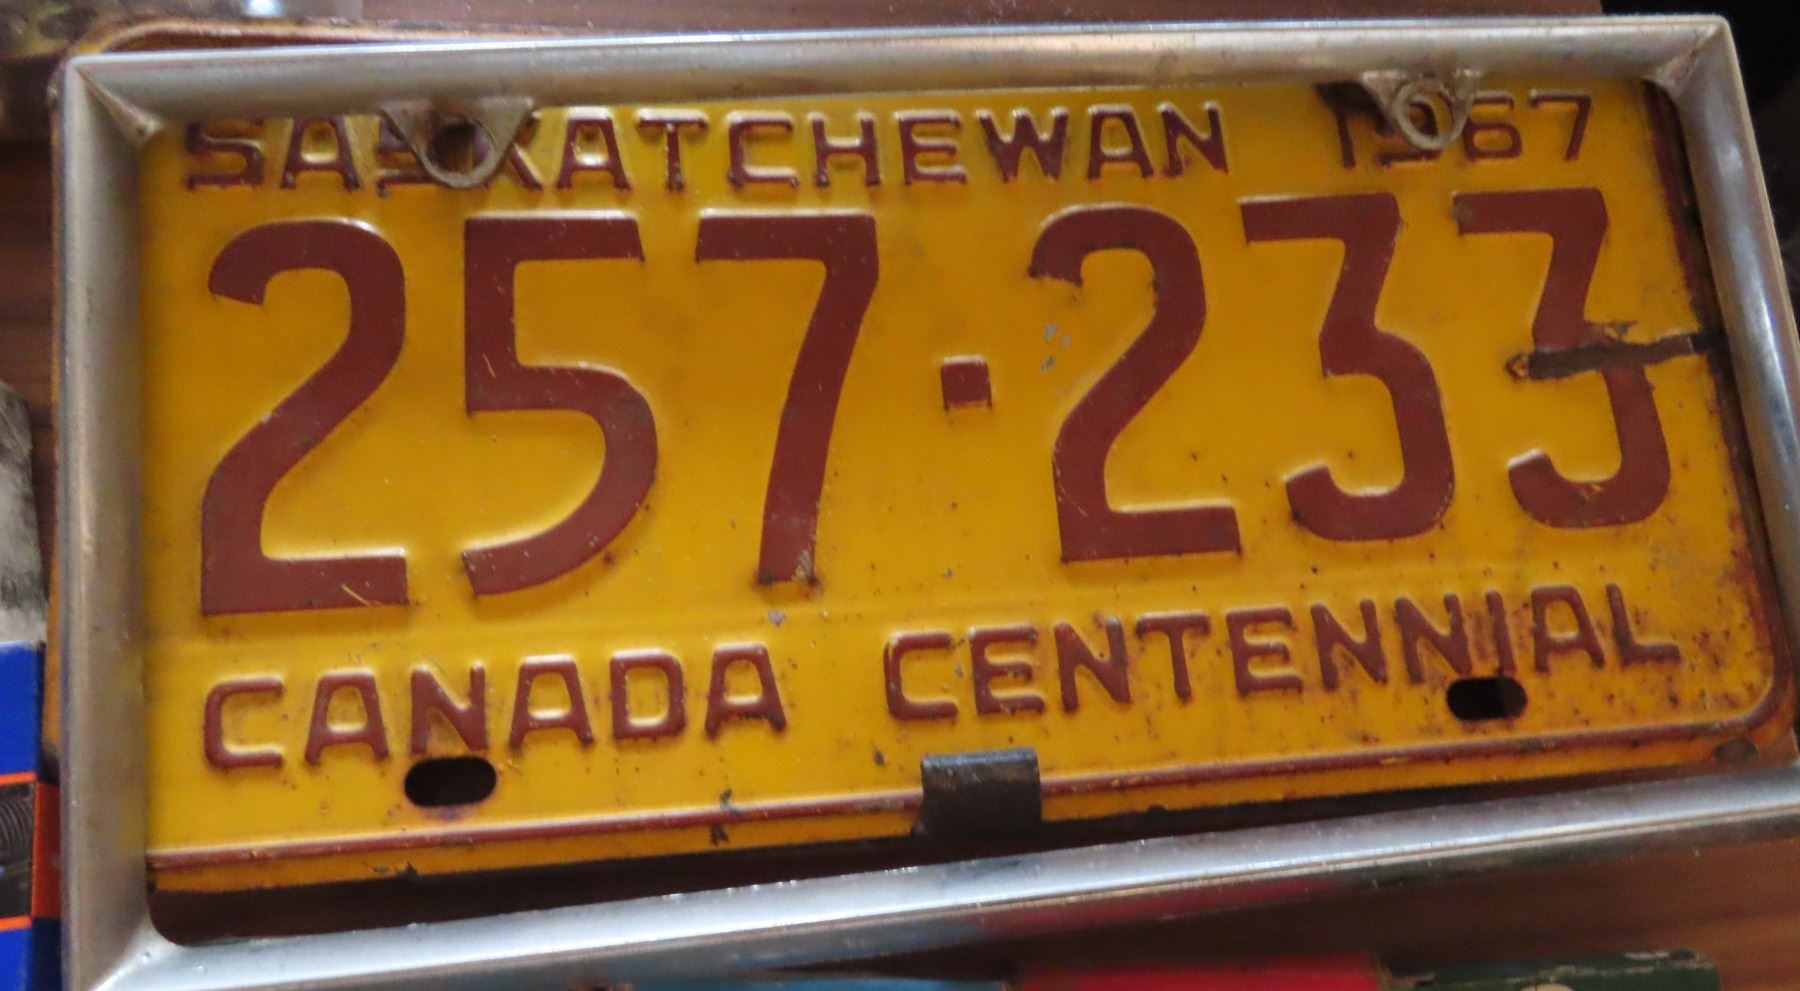 SASKATCHEWAN 1967
257·233
CANADA CENTENNIAL